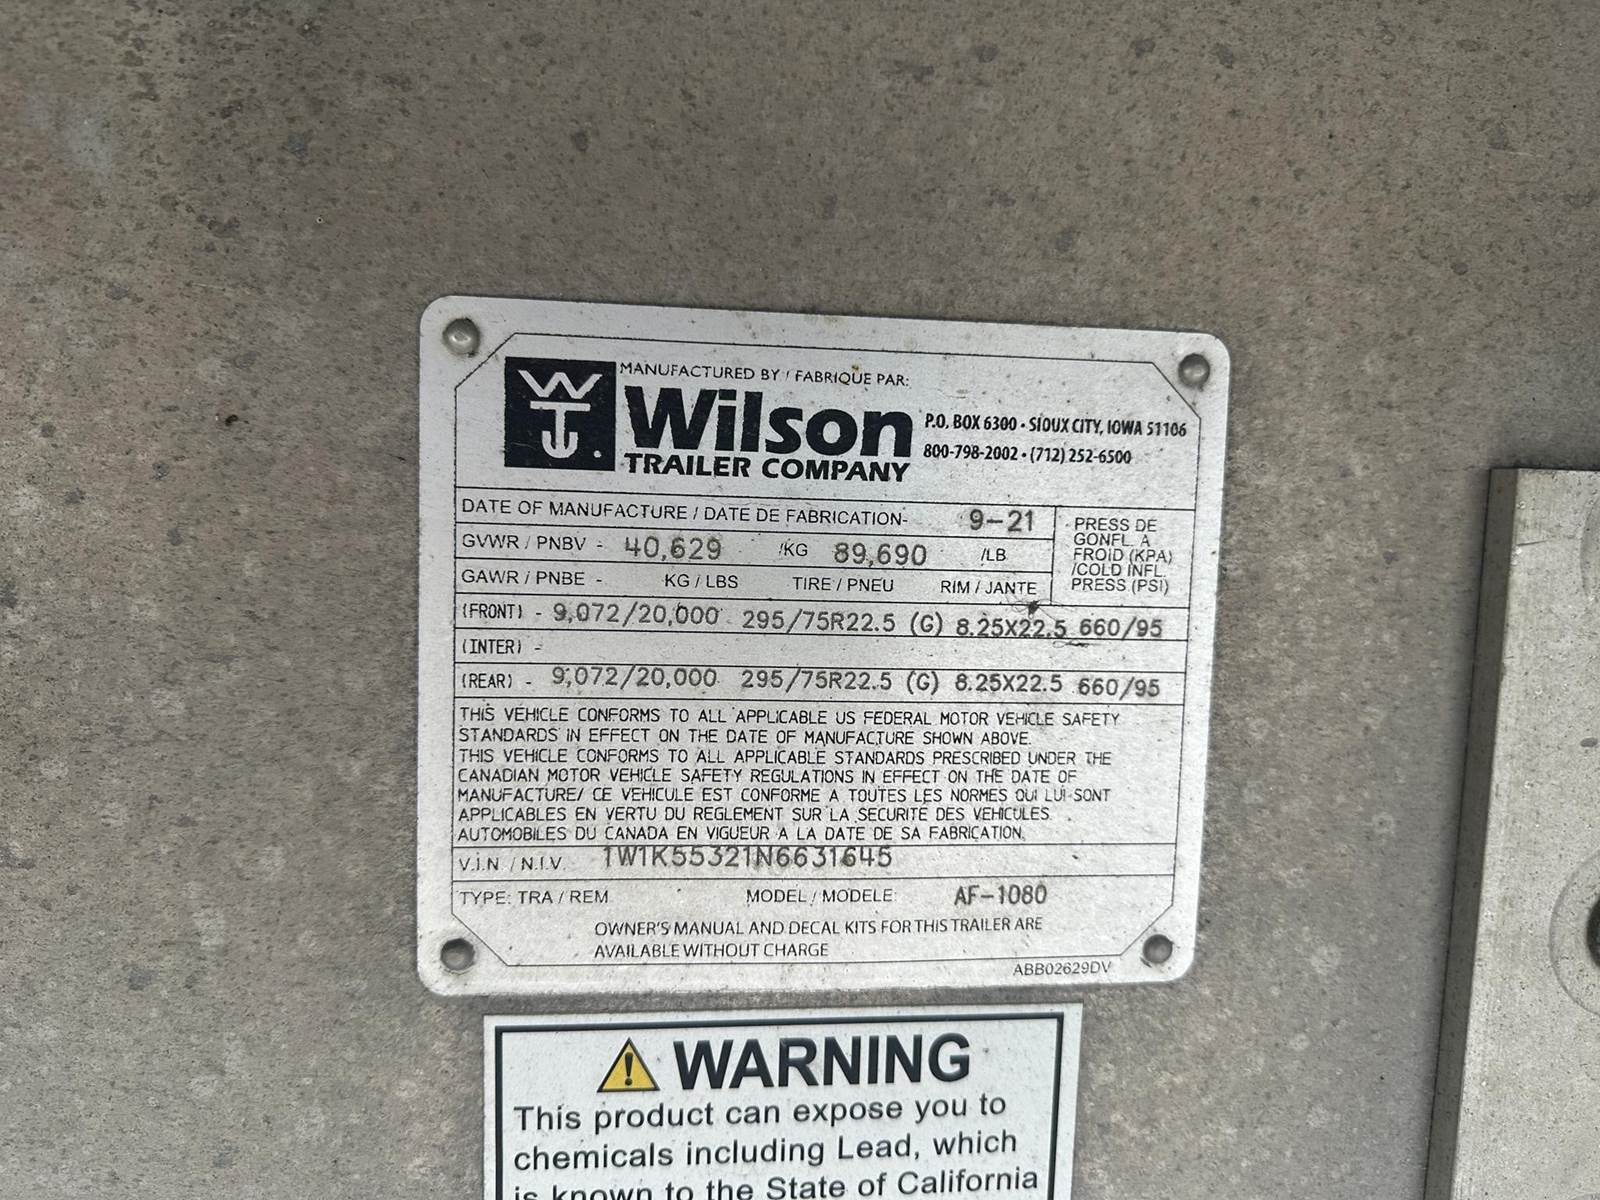 MANUFACTURED BY / FABRIQUE PAR:
WT.
Wilson
TRAILER COMPANY
P.O. BOX 6300 • SIOUX CITY, IOWA 51106
800-798-2002 • (712) 252-6500
DATE OF MANUFACTURE / DATE DE FABRICATION- 9-21
GVWR / PNBV - 40,629 /KG 89,690 /LB
GAWR / PNBE - KG / LBS TIRE / PNEU RIM / JANTE
PRESS DE
GONFL. A
FROID (KPA)
/COLD INFL.
PRESS (PSI)
(FRONT) - 9,072/20,000 295/75R22.5 (G) 8.25X22.5 660/95
(INTER) -
(REAR) - 9,072/20,000 295/75R22.5 (G) 8.25X22.5 660/95
THIS VEHICLE CONFORMS TO ALL APPLICABLE US FEDERAL MOTOR VEHICLE SAFETY
STANDARDS IN EFFECT ON THE DATE OF MANUFACTURE SHOWN ABOVE.
THIS VEHICLE CONFORMS TO ALL APPLICABLE STANDARDS PRESCRIBED UNDER THE
CANADIAN MOTOR VEHICLE SAFETY REGULATIONS IN EFFECT ON THE DATE OF
MANUFACTURE/ CE VEHICULE EST CONFORME A TOUTES LES NORMES QUI LUI SONT
APPLICABLES EN VERTU DU REGLEMENT SUR LA SECURITE DES VEHICULES
AUTOMOBILES DU CANADA EN VIGUEUR A LA DATE DE SA FABRICATION.
V.I.N. / N.I.V. 1W1K55321N6631645
TYPE: TRA / REM MODEL / MODELE: AF-1080
OWNER'S MANUAL AND DECAL KITS FOR THIS TRAILER ARE
AVAILABLE WITHOUT CHARGE
ABB02629DV
WARNING
This product can expose you to
chemicals including Lead, which
is known to the State of California